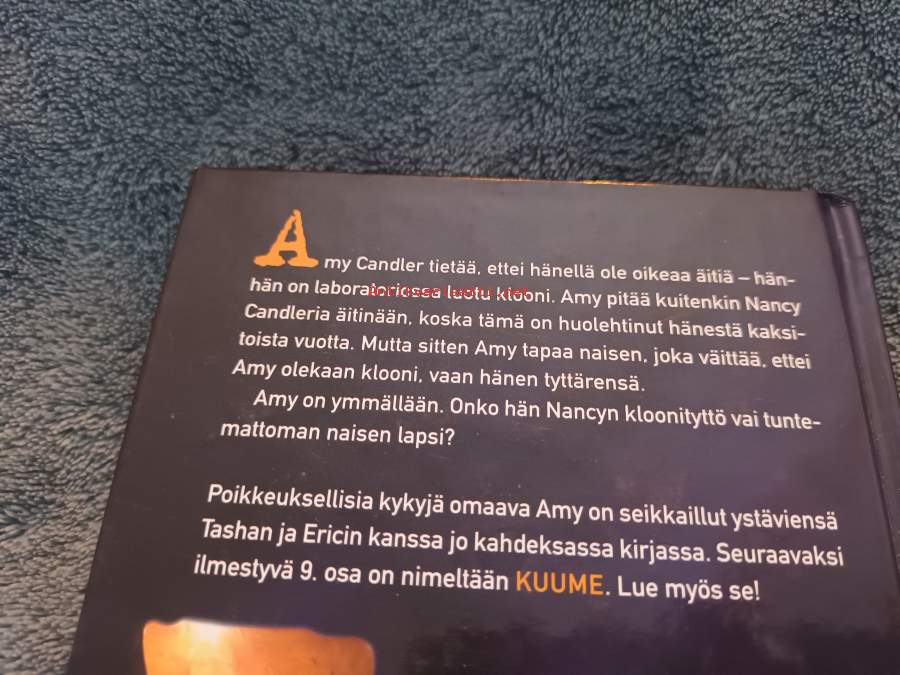 Amy Candler tietää, ettei hänellä ole oikeaa äitiä – hän-
hän on laboratoriossa luotu klooni. Amy pitää kuitenkin Nancy
Candleria äitinään, koska tämä on huolehtinut hänestä kaksi-
toista vuotta. Mutta sitten Amy tapaa naisen, joka väittää, ettei
Amy olekaan klooni, vaan hänen tyttärensä.
Amy on ymmällään. Onko hän Nancyn kloonityttö vai tunte-
mattoman naisen lapsi?
Poikkeuksellisia kykyjä omaava Amy on seikkaillut ystäviensä
Tashan ja Ericin kanssa jo kahdeksassa kirjassa. Seuraavaksi
ilmestyvä 9. osa on nimeltään KUUME. Lue myös se!